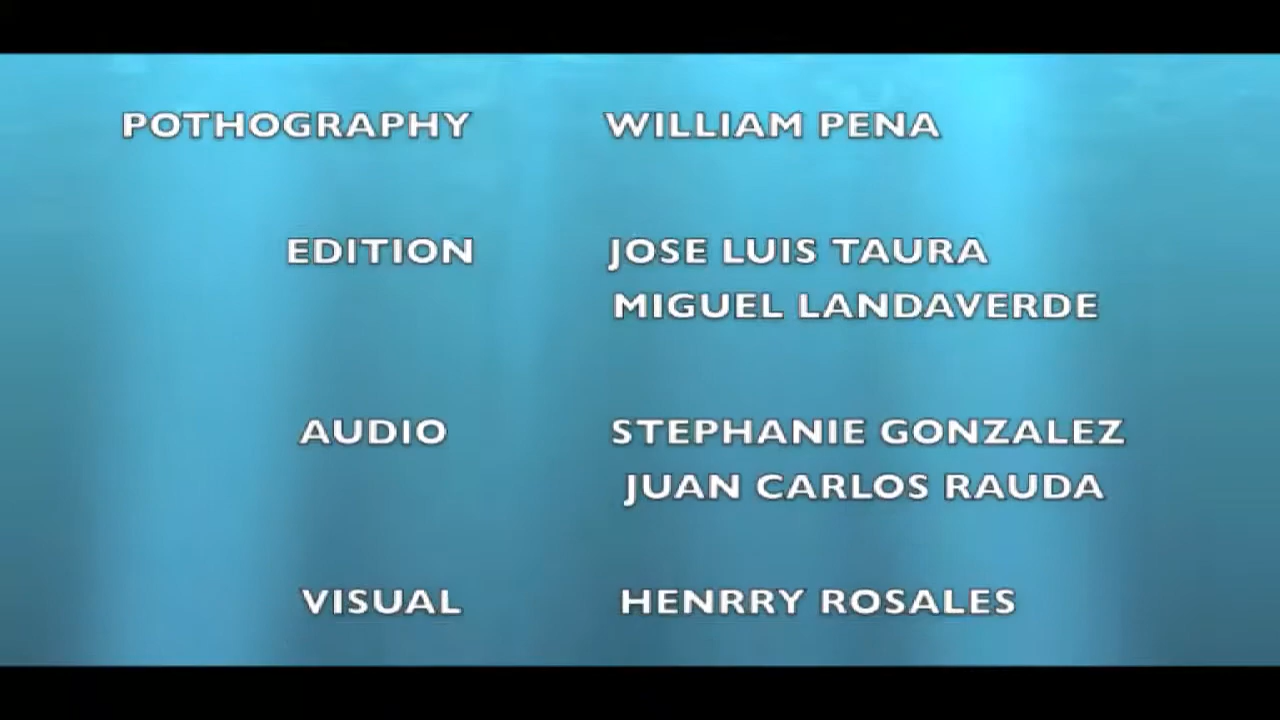 POTHOGRAPHY WILLIAM PENA
EDITION JOSE LUIS TAURA
MIGUEL LANDAVERDE
AUDIO STEPHANIE GONZALEZ
JUAN CARLOS RAUDA
VISUAL HENRRY ROSALES